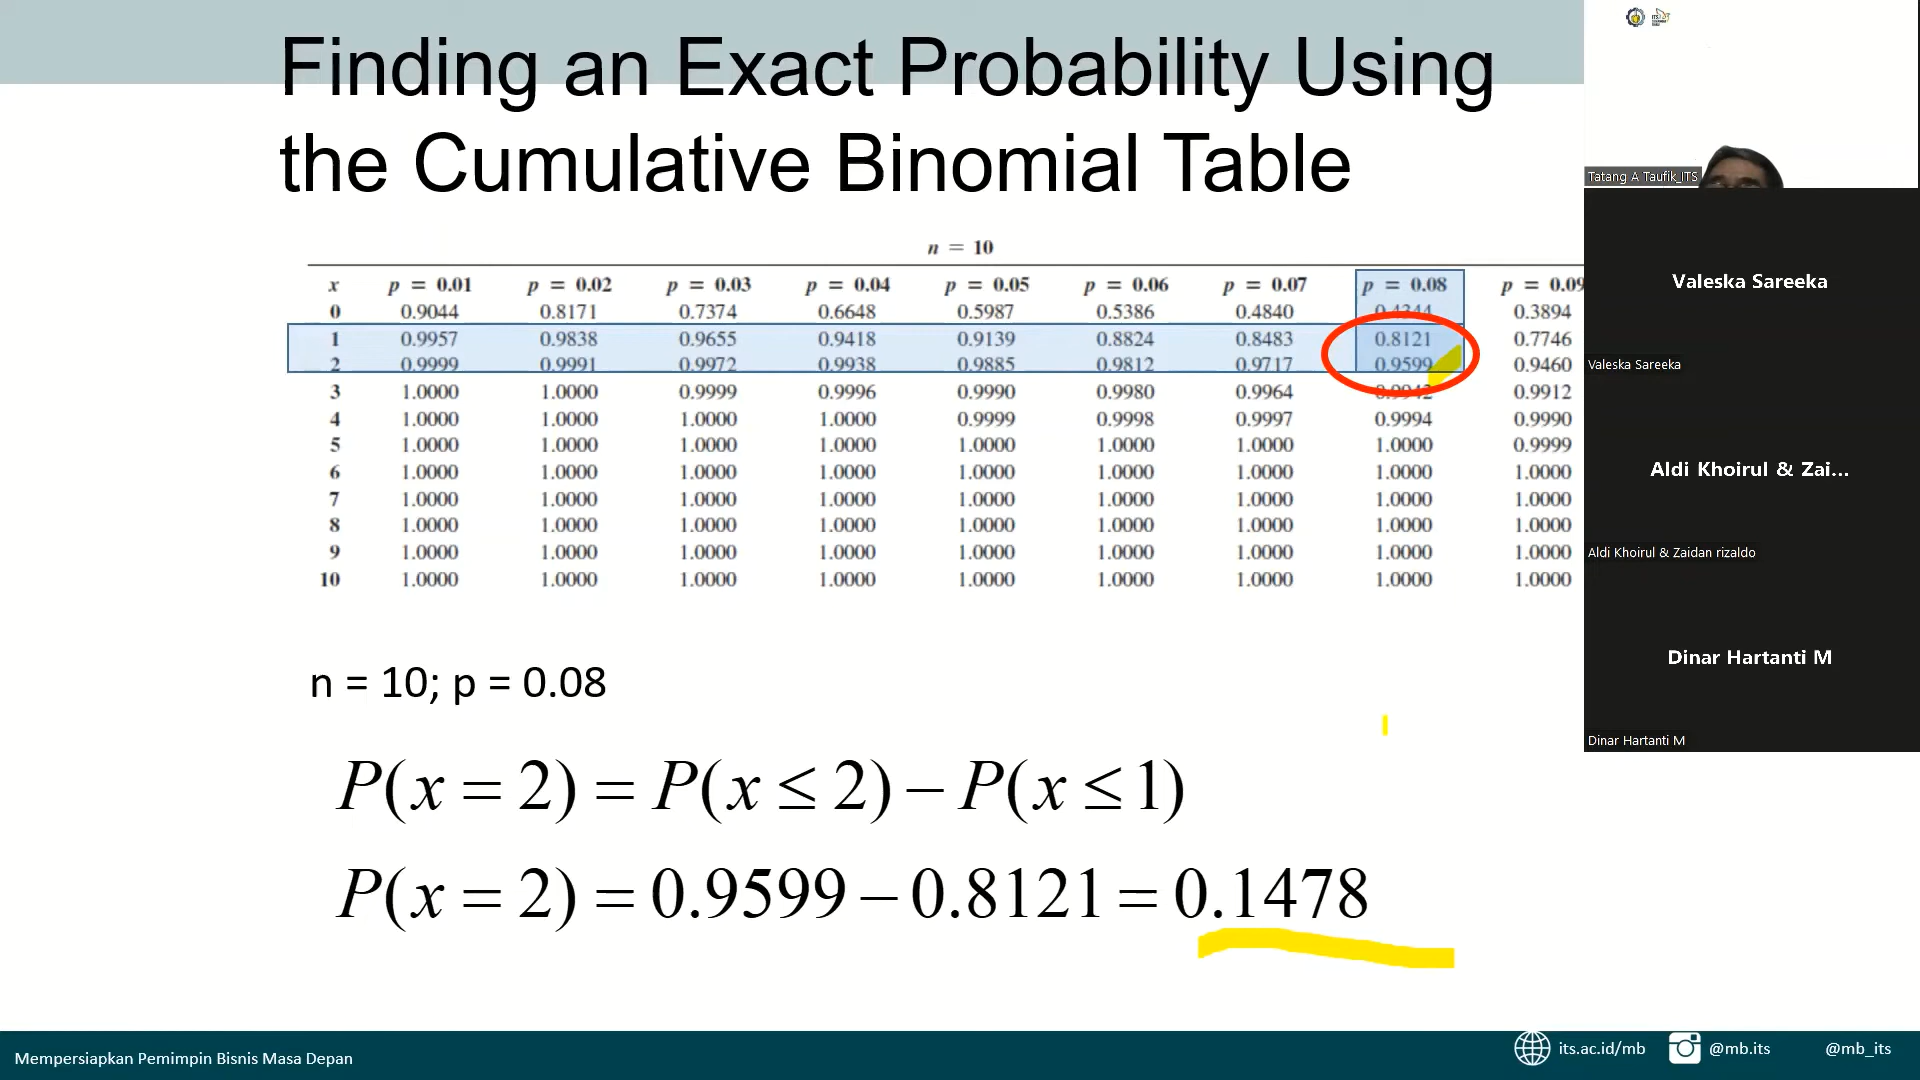 Finding an Exact Probability Using
the Cumulative Binomial Table
n = 10
x p = 0.01 p = 0.02 p = 0.03 p = 0.04 p = 0.05 p = 0.06 p = 0.07 p = 0.08 p = 0.09
0 0.9044 0.8171 0.7374 0.6648 0.5987 0.5386 0.4840 0.4344 0.3894
1 0.9957 0.9838 0.9655 0.9418 0.9139 0.8824 0.8483 0.8121 0.7746
2 0.9999 0.9991 0.9972 0.9938 0.9885 0.9812 0.9717 0.9599 0.9460
3 1.0000 1.0000 0.9999 0.9996 0.9990 0.9980 0.9964 0.9942 0.9912
4 1.0000 1.0000 1.0000 1.0000 0.9999 0.9998 0.9997 0.9994 0.9990
5 1.0000 1.0000 1.0000 1.0000 1.0000 1.0000 1.0000 1.0000 0.9999
6 1.0000 1.0000 1.0000 1.0000 1.0000 1.0000 1.0000 1.0000 1.0000
7 1.0000 1.0000 1.0000 1.0000 1.0000 1.0000 1.0000 1.0000 1.0000
8 1.0000 1.0000 1.0000 1.0000 1.0000 1.0000 1.0000 1.0000 1.0000
9 1.0000 1.0000 1.0000 1.0000 1.0000 1.0000 1.0000 1.0000 1.0000
10 1.0000 1.0000 1.0000 1.0000 1.0000 1.0000 1.0000 1.0000 1.0000
n = 10; p = 0.08
P(x = 2) = P(x ≤ 2) − P(x ≤ 1)
P(x = 2) = 0.9599 − 0.8121 = 0.1478
Mempersiapkan Pemimpin Bisnis Masa Depan
its.ac.id/mb
@mb.its
@mb_its
Tatang A Taufik_ITS
Valeska Sareeka
Valeska Sareeka
Aldi Khoirul & Zai...
Aldi Khoirul & Zaidan rizaldo
Dinar Hartanti M
Dinar Hartanti M